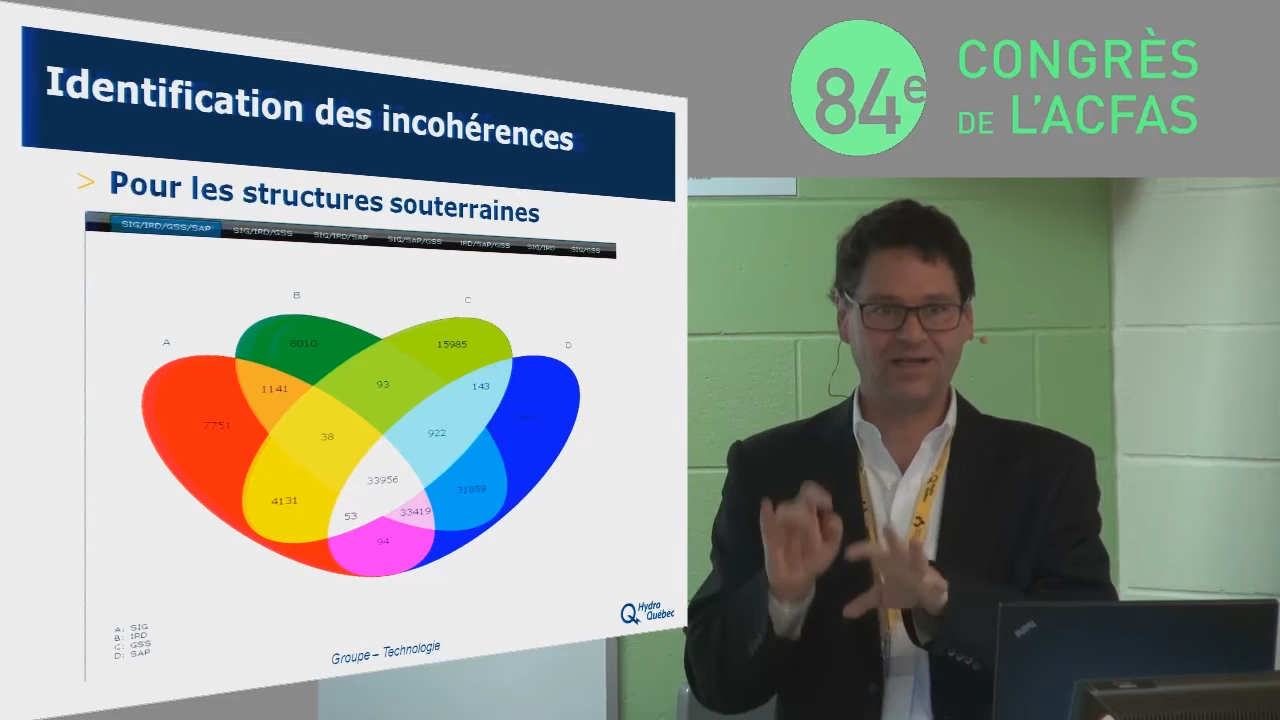 Identification des incohérences
> Pour les structures souterraines
SIG/IRD/GSS/SAP SIG/IRD/GSS SIG/IRD/SAP SIG/SAP/GSS IRD/SAP/GSS SIG/IRD SIG/GSS
A
B
C
D
7751
8010
15985
1141
93
143
38
922
4131
33956
31859
53
33419
94
A: SIG
B: IRD
C: GSS
D: SAP
Groupe – Technologie
Hydro
Québec
84e
CONGRÈS
DE L'ACFAS